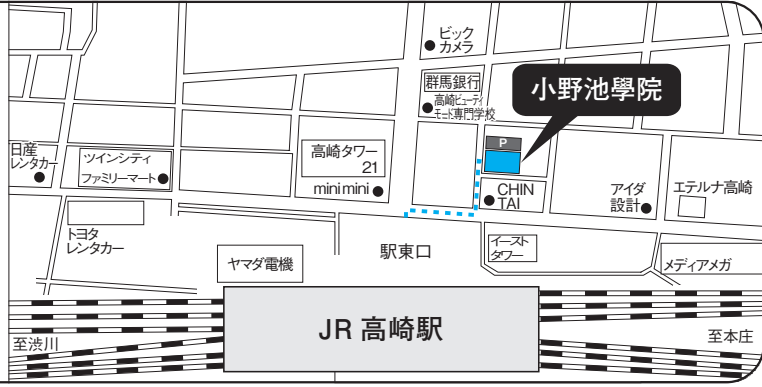 ビック
カメラ
群馬銀行
高崎ビューティ
モード専門学校
小野池學院
P
日産
レンタカー
ツインシティ
ファミリーマート
高崎タワー
21
mini mini
CHIN
TAI
アイダ
設計
エテルナ高崎
トヨタ
レンタカー
ヤマダ電機
駅東口
イースト
タワー
メディアメガ
JR 高崎駅
至渋川
至本庄